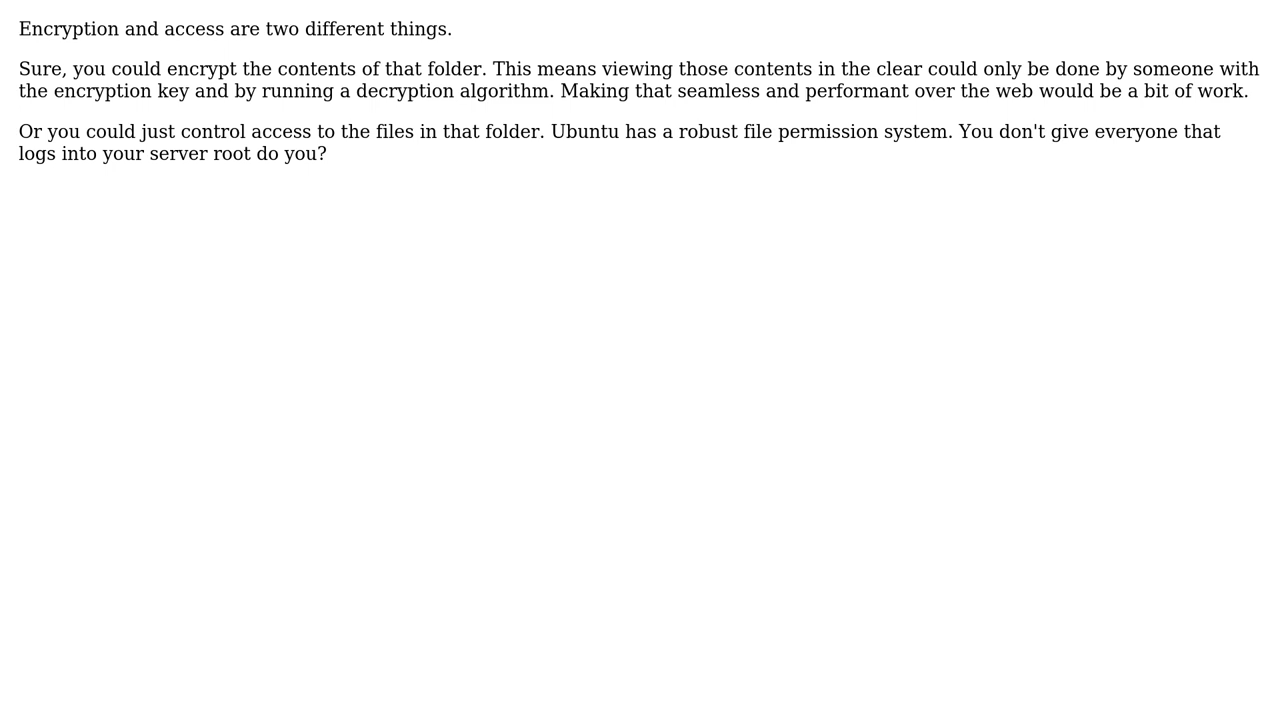 Encryption and access are two different things.
Sure, you could encrypt the contents of that folder. This means viewing those contents in the clear could only be done by someone with
the encryption key and by running a decryption algorithm. Making that seamless and performant over the web would be a bit of work.
Or you could just control access to the files in that folder. Ubuntu has a robust file permission system. You don't give everyone that
logs into your server root do you?